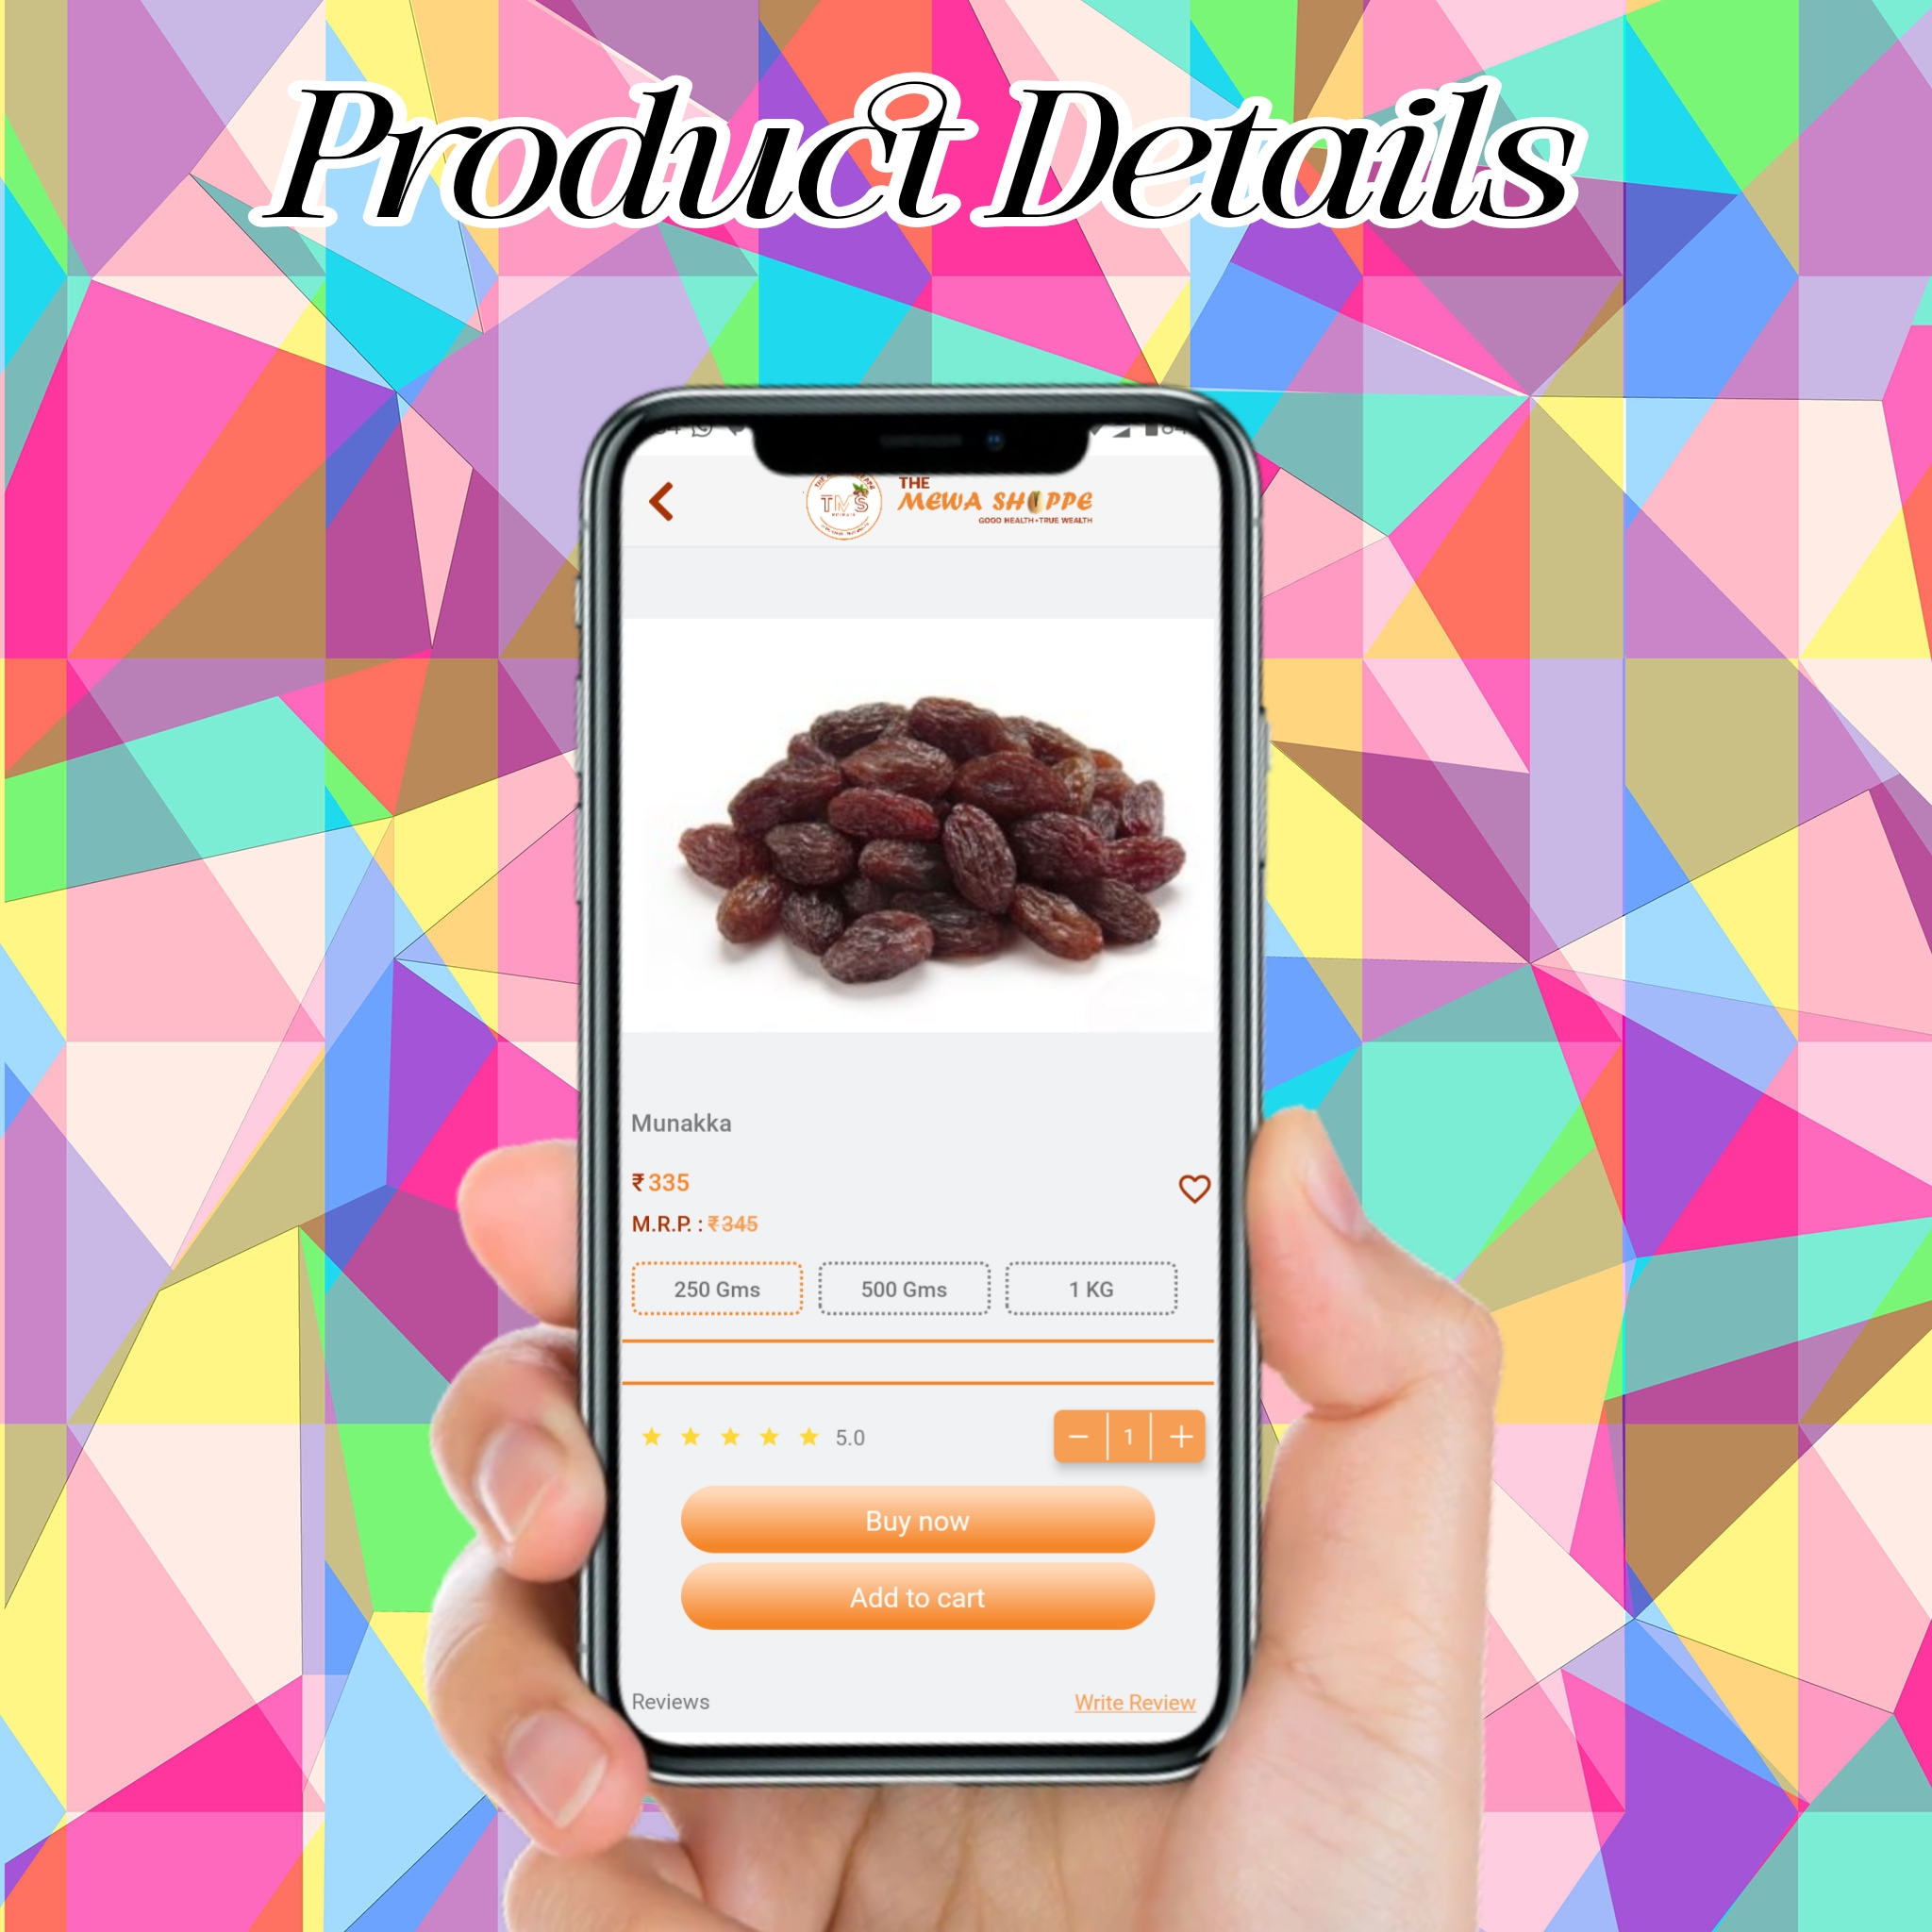 Product Details
THE
MEWA SHOPPE
GOOD HEALTH • TRUE WEALTH
TMS
Munakka
₹ 335
M.R.P. : ₹ 345
250 Gms
500 Gms
1 KG
5.0
1
Buy now
Add to cart
Reviews
Write Review